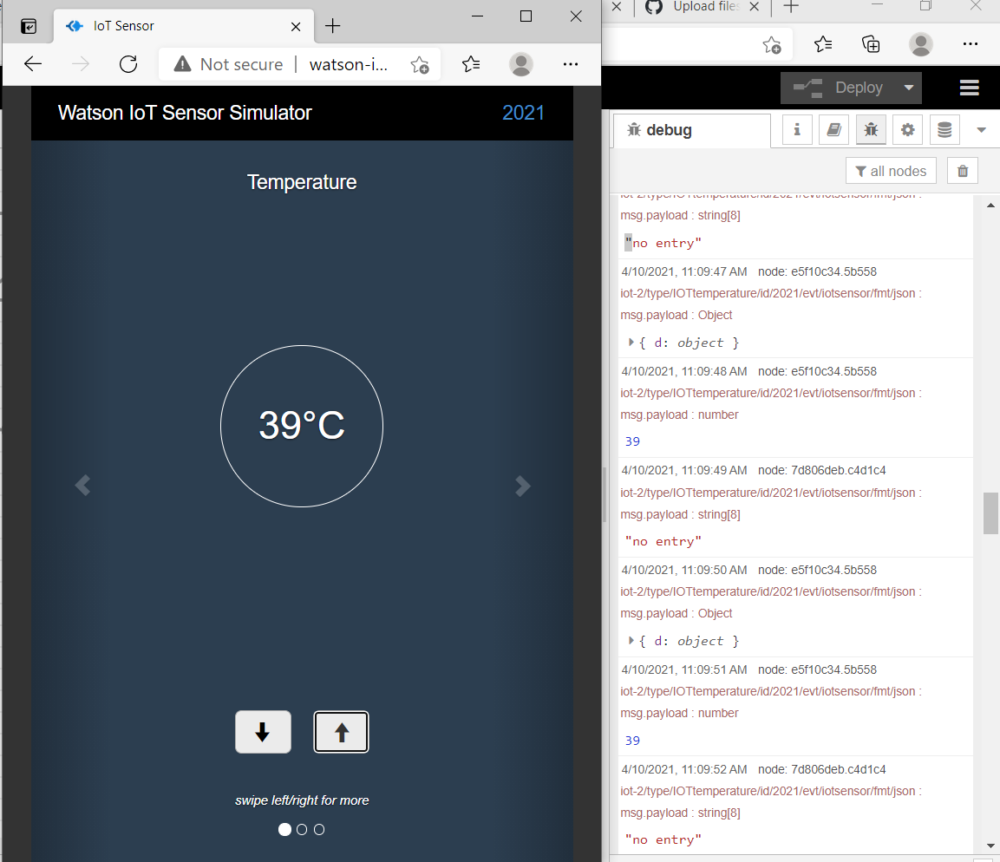 IoT Sensor
Not secure
watson-i...
Watson IoT Sensor Simulator
2021
Temperature
39°C
swipe left/right for more
Upload files
Deploy
debug
i
all nodes
iot-2/type/IOTtemperature/id/2021/evt/iotsensor/fmt/json :
msg.payload : string[8]
"no entry"
4/10/2021, 11:09:47 AM node: e5f10c34.5b558
iot-2/type/IOTtemperature/id/2021/evt/iotsensor/fmt/json :
msg.payload : Object
{ d: object }
4/10/2021, 11:09:48 AM node: e5f10c34.5b558
iot-2/type/IOTtemperature/id/2021/evt/iotsensor/fmt/json :
msg.payload : number
39
4/10/2021, 11:09:49 AM node: 7d806deb.c4d1c4
iot-2/type/IOTtemperature/id/2021/evt/iotsensor/fmt/json :
msg.payload : string[8]
"no entry"
4/10/2021, 11:09:50 AM node: e5f10c34.5b558
iot-2/type/IOTtemperature/id/2021/evt/iotsensor/fmt/json :
msg.payload : Object
{ d: object }
4/10/2021, 11:09:51 AM node: e5f10c34.5b558
iot-2/type/IOTtemperature/id/2021/evt/iotsensor/fmt/json :
msg.payload : number
39
4/10/2021, 11:09:52 AM node: 7d806deb.c4d1c4
iot-2/type/IOTtemperature/id/2021/evt/iotsensor/fmt/json :
msg.payload : string[8]
"no entry"